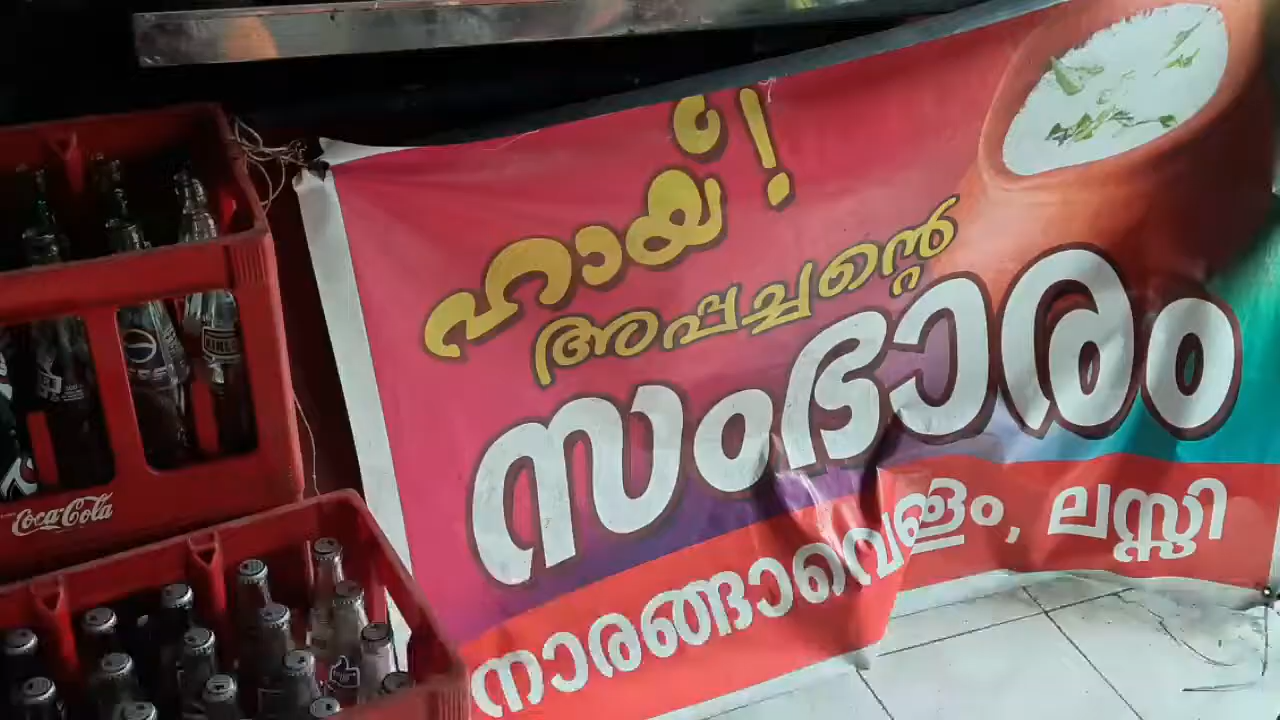 ഹായ്!
അപ്പച്ചന്റെ
സംഭാരം
നാരങ്ങാവെള്ളം, ലസ്സി
Coca-Cola